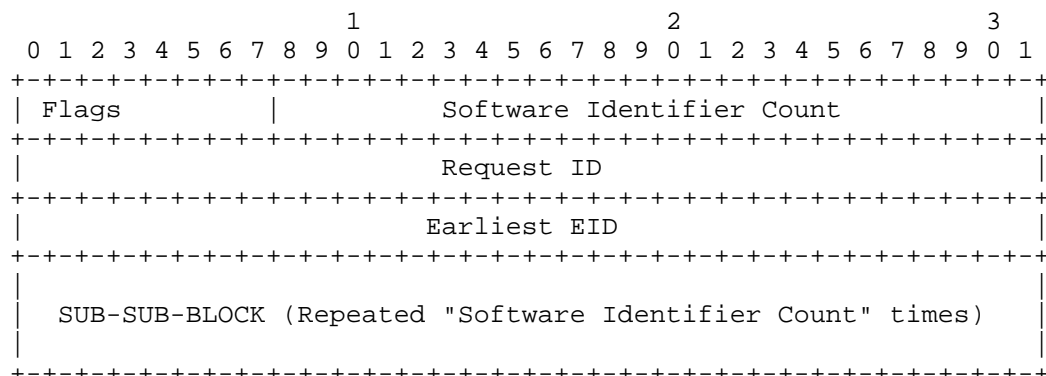 1                   2                   3
 0 1 2 3 4 5 6 7 8 9 0 1 2 3 4 5 6 7 8 9 0 1 2 3 4 5 6 7 8 9 0 1
+-+-+-+-+-+-+-+-+-+-+-+-+-+-+-+-+-+-+-+-+-+-+-+-+-+-+-+-+-+-+-+-+
| Flags         |          Software Identifier Count            |
+-+-+-+-+-+-+-+-+-+-+-+-+-+-+-+-+-+-+-+-+-+-+-+-+-+-+-+-+-+-+-+-+
|                          Request ID                           |
+-+-+-+-+-+-+-+-+-+-+-+-+-+-+-+-+-+-+-+-+-+-+-+-+-+-+-+-+-+-+-+-+
|                         Earliest EID                          |
+-+-+-+-+-+-+-+-+-+-+-+-+-+-+-+-+-+-+-+-+-+-+-+-+-+-+-+-+-+-+-+-+
|                                                               |
|  SUB-SUB-BLOCK (Repeated "Software Identifier Count" times)   |
|                                                               |
+-+-+-+-+-+-+-+-+-+-+-+-+-+-+-+-+-+-+-+-+-+-+-+-+-+-+-+-+-+-+-+-+